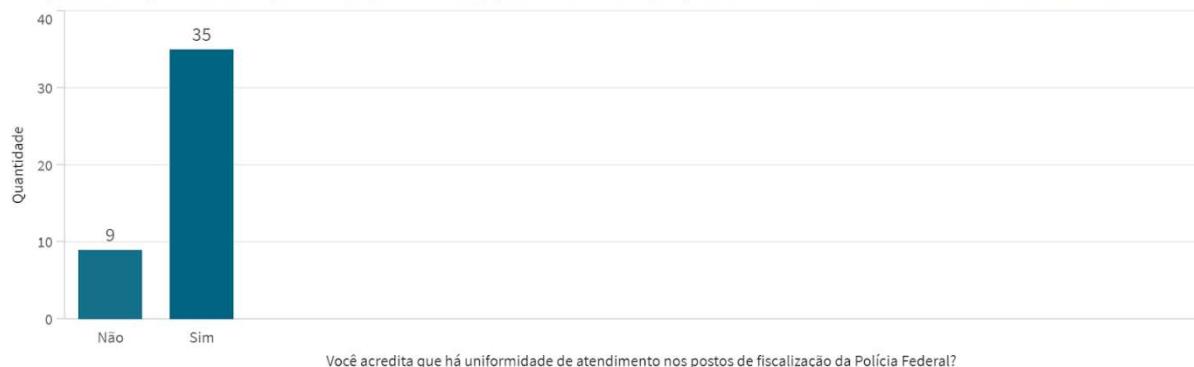 40
35
30
Quantidade
20
9
10
0
Não Sim
Você acredita que há uniformidade de atendimento nos postos de fiscalização da Polícia Federal?